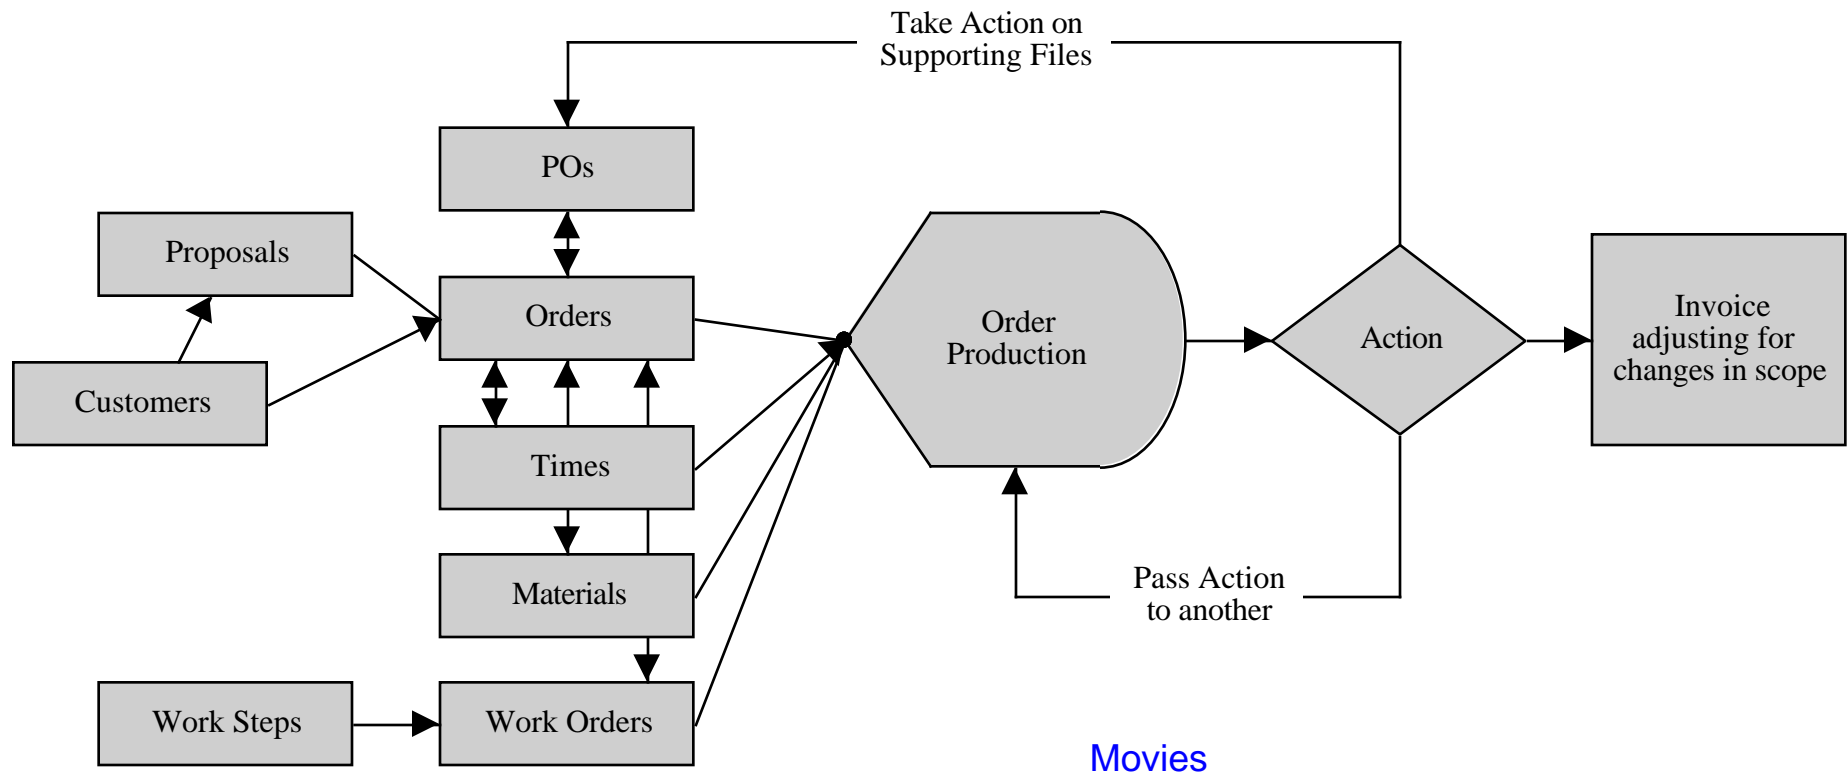 Take Action on
Supporting Files
POs
Proposals
Orders
Customers
Times
Materials
Work Steps
Work Orders
Order
Production
Action
Invoice
adjusting for
changes in scope
Pass Action
to another
Movies